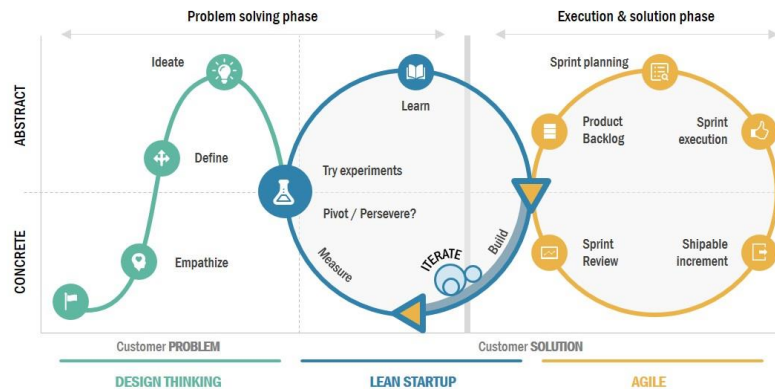 Problem solving phase
Execution & solution phase
ABSTRACT
CONCRETE
Ideate
Define
Empathize
Learn
Try experiments
Pivot / Persevere?
Measure
ITERATE
Build
Sprint planning
Product
Backlog
Sprint
execution
Sprint
Review
Shipable
increment
Customer PROBLEM
Customer SOLUTION
DESIGN THINKING
LEAN STARTUP
AGILE